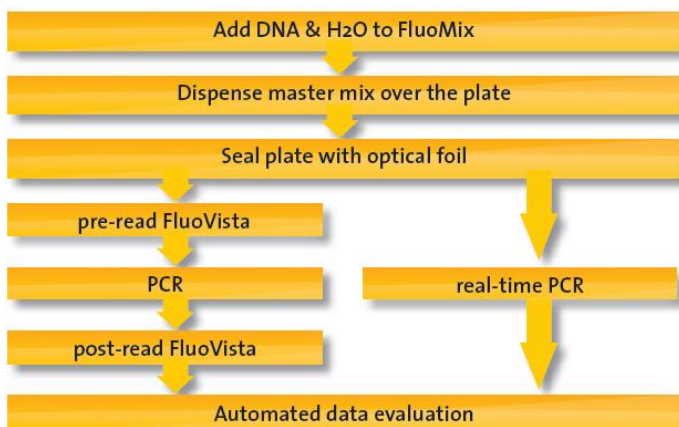 Add DNA & H2O to FluoMix
Dispense master mix over the plate
Seal plate with optical foil
pre-read FluoVista
PCR
real-time PCR
post-read FluoVista
Automated data evaluation